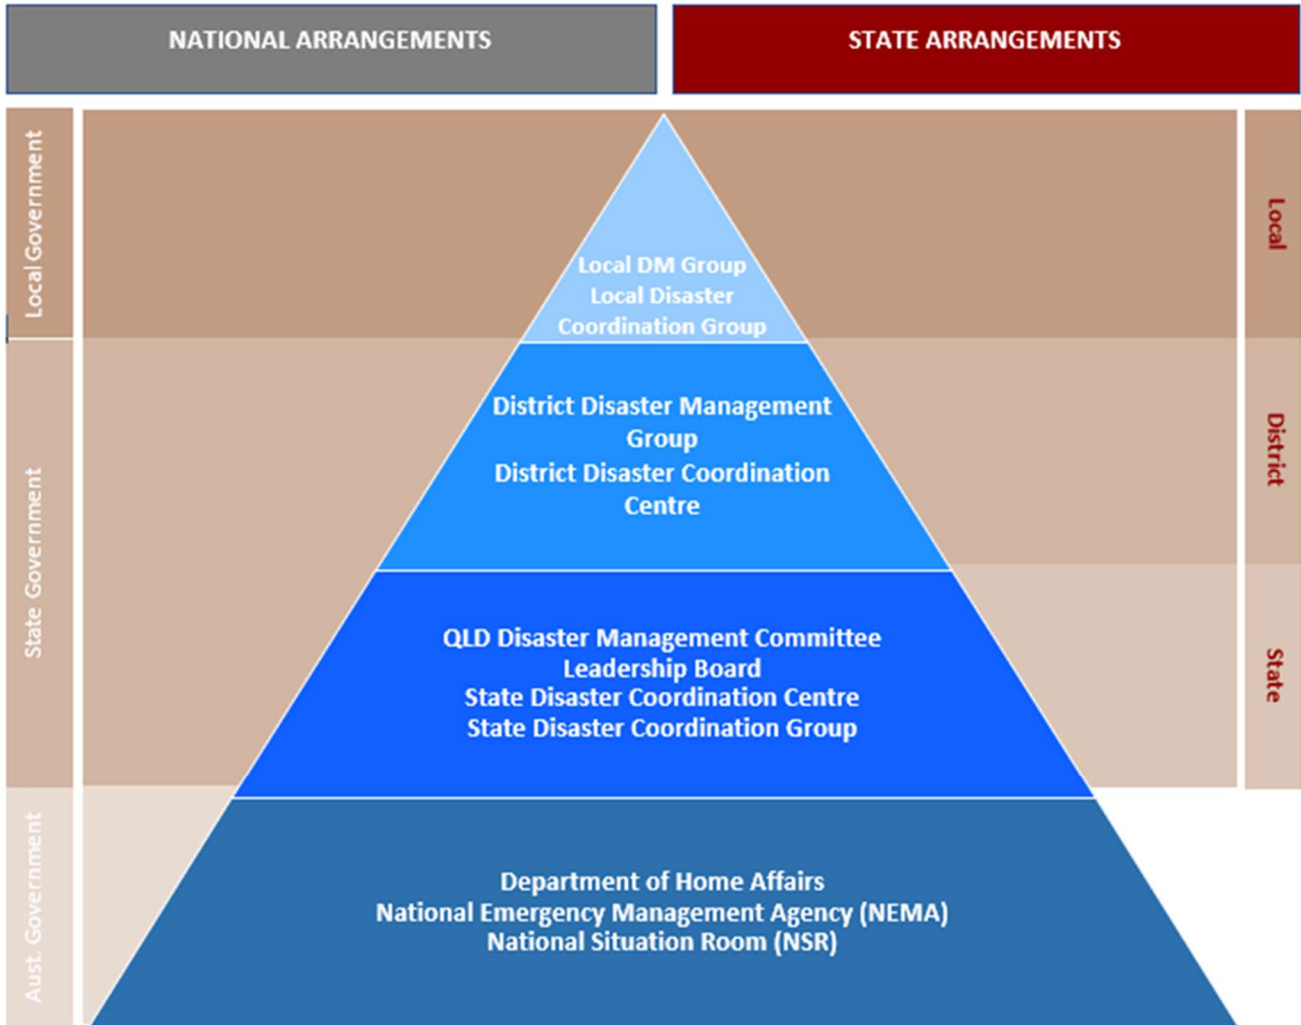 NATIONAL ARRANGEMENTS
STATE ARRANGEMENTS
Local Government
Local DM Group
Local Disaster
Coordination Group
Local
State Government
District Disaster Management
Group
District Disaster Coordination
Centre
District
QLD Disaster Management Committee
Leadership Board
State Disaster Coordination Centre
State Disaster Coordination Group
State
Aust. Government
Department of Home Affairs
National Emergency Management Agency (NEMA)
National Situation Room (NSR)